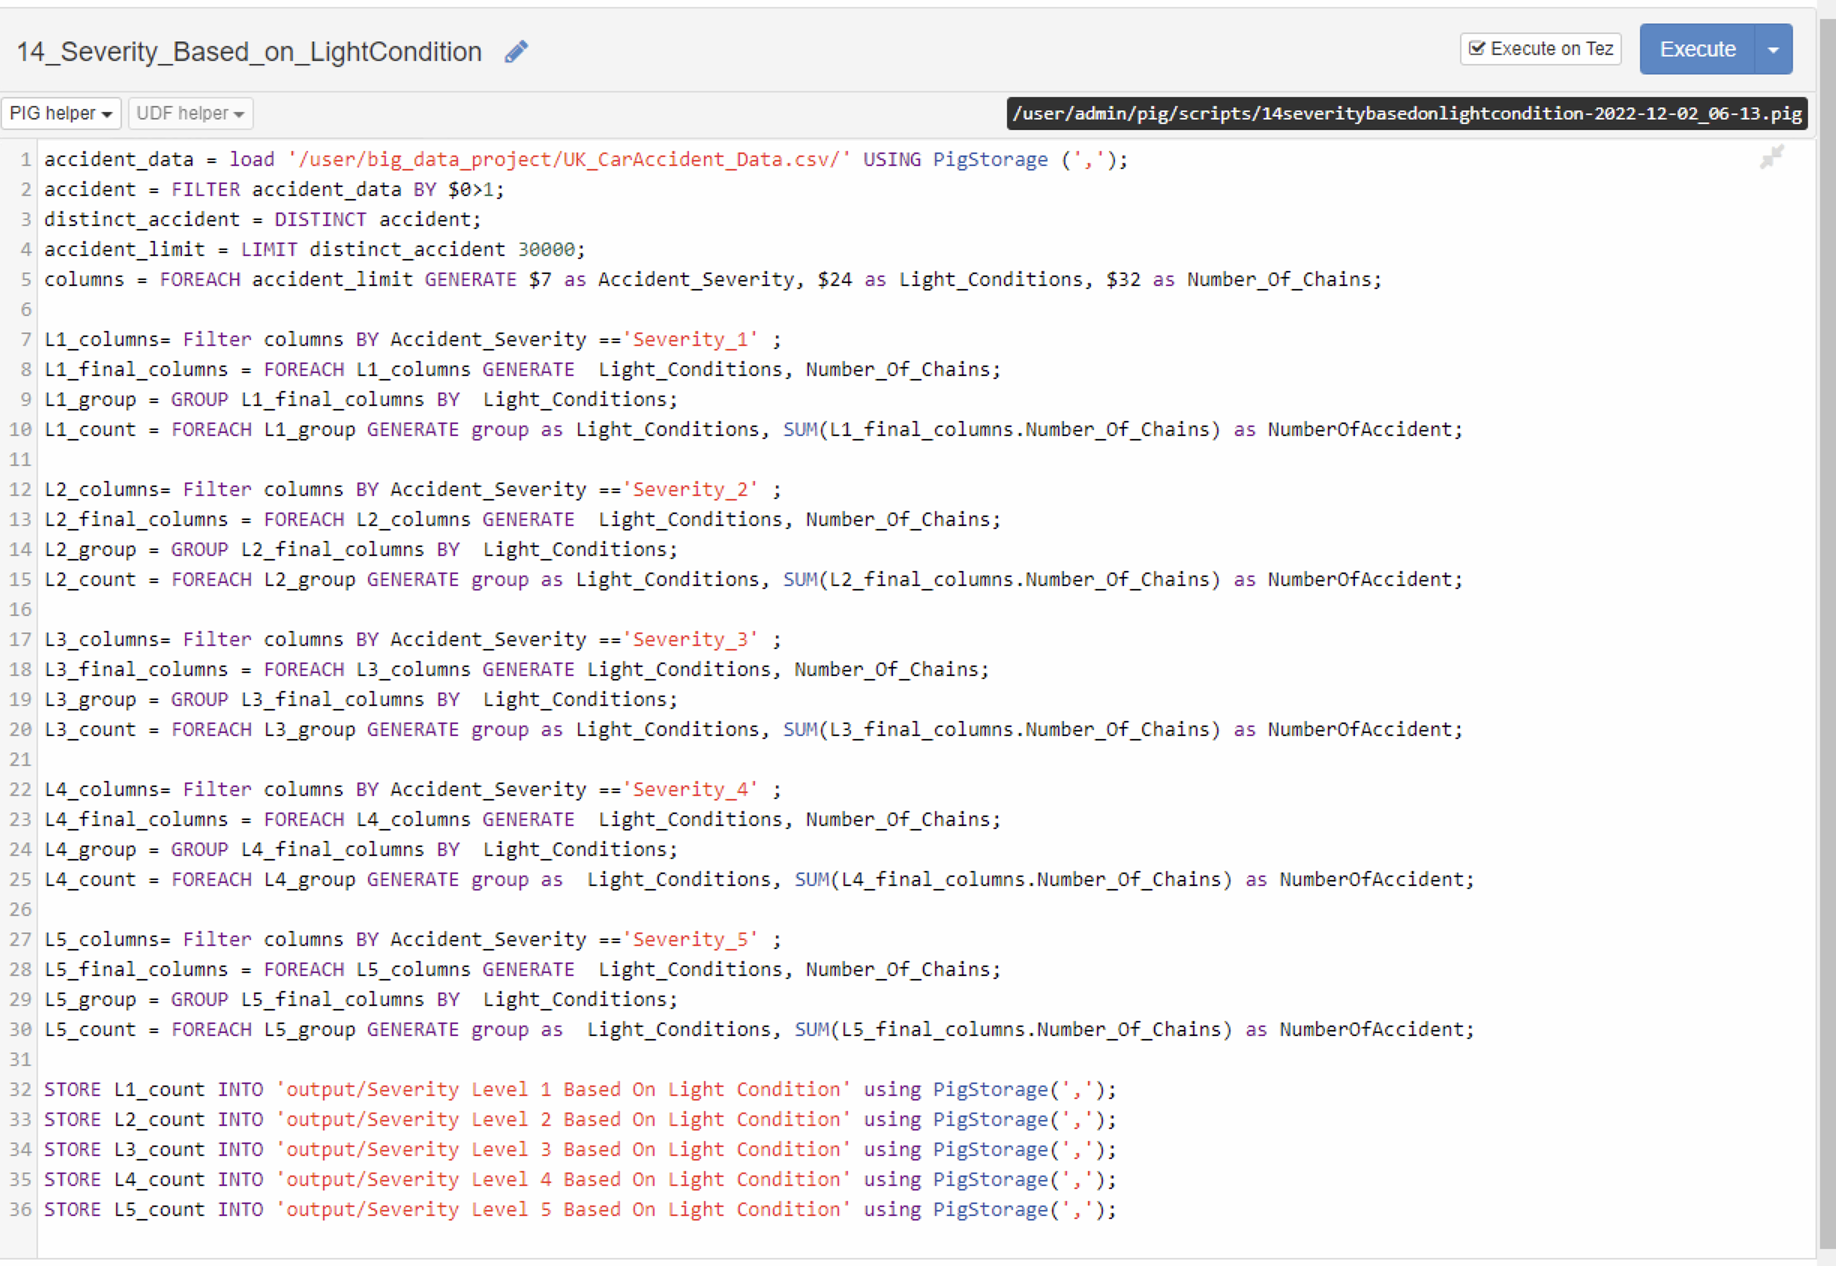 14_Severity_Based_on_LightCondition
Execute on Tez
Execute
PIG helper
UDF helper
/user/admin/pig/scripts/14severitybasedonlightcondition-2022-12-02_06-13.pig
1 accident_data = load '/user/big_data_project/UK_CarAccident_Data.csv/' USING PigStorage (',');
2 accident = FILTER accident_data BY $0>1;
3 distinct_accident = DISTINCT accident;
4 accident_limit = LIMIT distinct_accident 30000;
5 columns = FOREACH accident_limit GENERATE $7 as Accident_Severity, $24 as Light_Conditions, $32 as Number_Of_Chains;
6
7 L1_columns= Filter columns BY Accident_Severity =='Severity_1' ;
8 L1_final_columns = FOREACH L1_columns GENERATE  Light_Conditions, Number_Of_Chains;
9 L1_group = GROUP L1_final_columns BY  Light_Conditions;
10 L1_count = FOREACH L1_group GENERATE group as Light_Conditions, SUM(L1_final_columns.Number_Of_Chains) as NumberOfAccident;
11
12 L2_columns= Filter columns BY Accident_Severity =='Severity_2' ;
13 L2_final_columns = FOREACH L2_columns GENERATE  Light_Conditions, Number_Of_Chains;
14 L2_group = GROUP L2_final_columns BY  Light_Conditions;
15 L2_count = FOREACH L2_group GENERATE group as Light_Conditions, SUM(L2_final_columns.Number_Of_Chains) as NumberOfAccident;
16
17 L3_columns= Filter columns BY Accident_Severity =='Severity_3' ;
18 L3_final_columns = FOREACH L3_columns GENERATE Light_Conditions, Number_Of_Chains;
19 L3_group = GROUP L3_final_columns BY  Light_Conditions;
20 L3_count = FOREACH L3_group GENERATE group as Light_Conditions, SUM(L3_final_columns.Number_Of_Chains) as NumberOfAccident;
21
22 L4_columns= Filter columns BY Accident_Severity =='Severity_4' ;
23 L4_final_columns = FOREACH L4_columns GENERATE  Light_Conditions, Number_Of_Chains;
24 L4_group = GROUP L4_final_columns BY  Light_Conditions;
25 L4_count = FOREACH L4_group GENERATE group as  Light_Conditions, SUM(L4_final_columns.Number_Of_Chains) as NumberOfAccident;
26
27 L5_columns= Filter columns BY Accident_Severity =='Severity_5' ;
28 L5_final_columns = FOREACH L5_columns GENERATE  Light_Conditions, Number_Of_Chains;
29 L5_group = GROUP L5_final_columns BY  Light_Conditions;
30 L5_count = FOREACH L5_group GENERATE group as  Light_Conditions, SUM(L5_final_columns.Number_Of_Chains) as NumberOfAccident;
31
32 STORE L1_count INTO 'output/Severity Level 1 Based On Light Condition' using PigStorage(',');
33 STORE L2_count INTO 'output/Severity Level 2 Based On Light Condition' using PigStorage(',');
34 STORE L3_count INTO 'output/Severity Level 3 Based On Light Condition' using PigStorage(',');
35 STORE L4_count INTO 'output/Severity Level 4 Based On Light Condition' using PigStorage(',');
36 STORE L5_count INTO 'output/Severity Level 5 Based On Light Condition' using PigStorage(',');